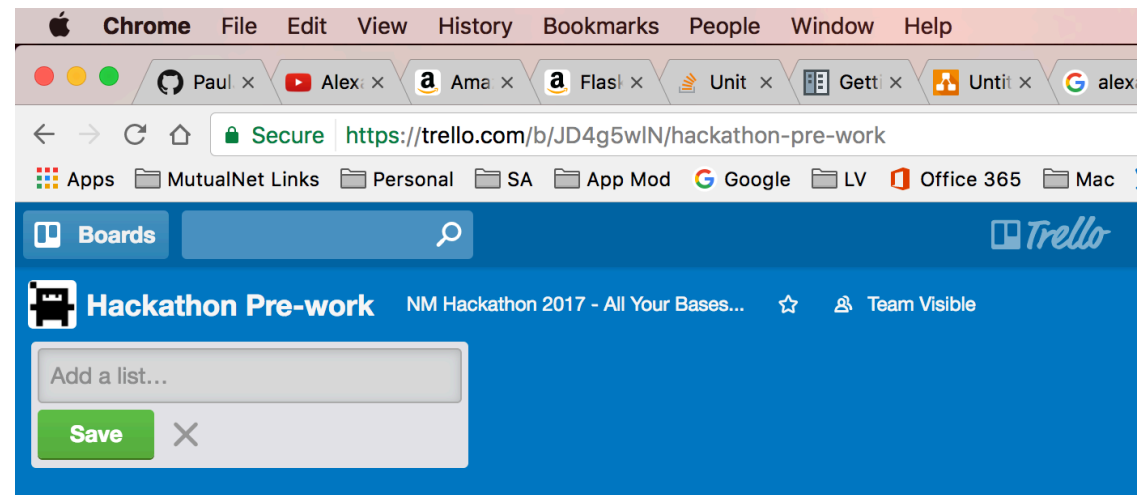 Chrome File Edit View History Bookmarks People Window Help
Paul Alex Ama Flask Unit Getti Untit alexa
Secure https://trello.com/b/JD4g5wlN/hackathon-pre-work
Apps MutualNet Links Personal SA App Mod Google LV Office 365 Mac
Boards Trello
Hackathon Pre-work NM Hackathon 2017 - All Your Bases... Team Visible
Add a list...
Save